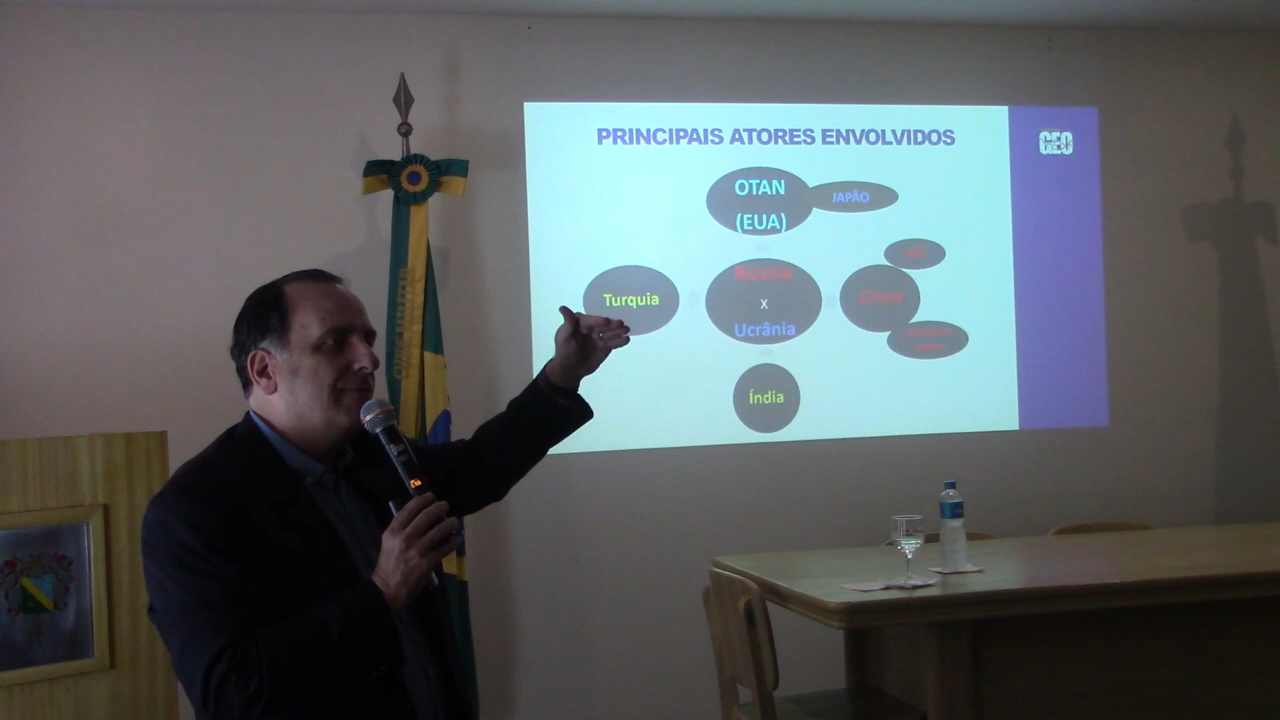 PRINCIPAIS ATORES ENVOLVIDOS
GEO
OTAN
(EUA)
JAPÃO
Turquia
Rússia
X
Ucrânia
China
Índia